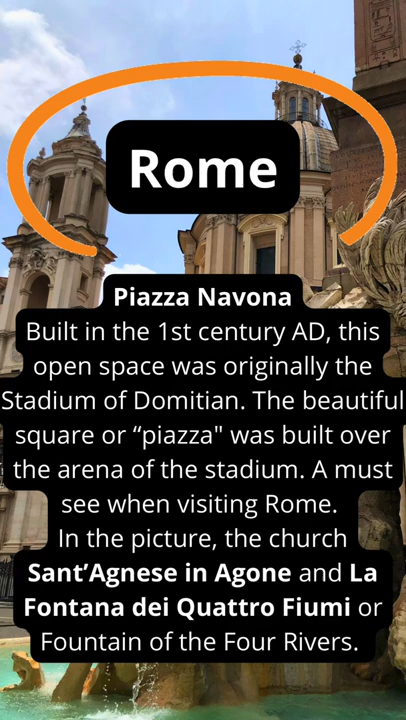 Rome
Piazza Navona
Built in the 1st century AD, this
open space was originally the
Stadium of Domitian. The beautiful
square or “piazza" was built over
the arena of the stadium. A must
see when visiting Rome.
In the picture, the church
Sant’Agnese in Agone and La
Fontana dei Quattro Fiumi or
Fountain of the Four Rivers.